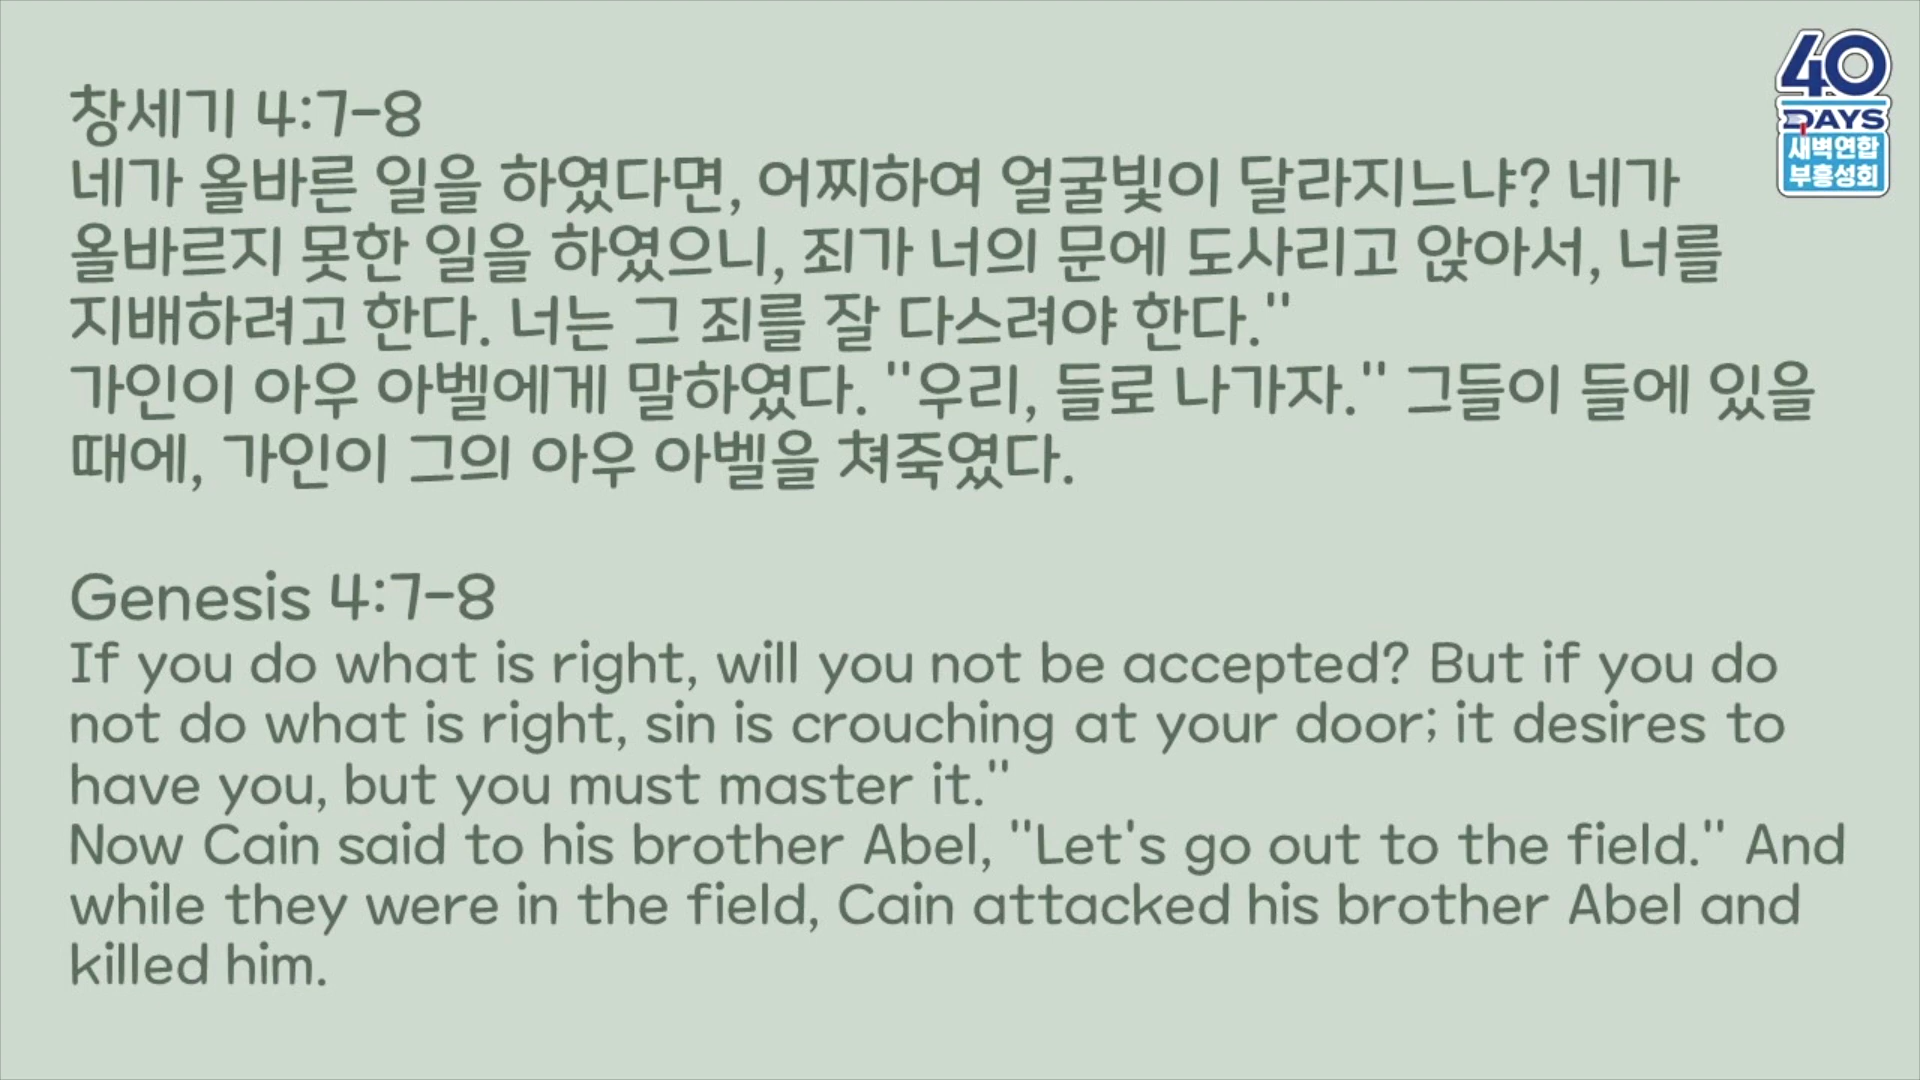 창세기 4:7-8
네가 올바른 일을 하였다면, 어찌하여 얼굴빛이 달라지느냐? 네가
올바르지 못한 일을 하였으니, 죄가 너의 문에 도사리고 앉아서, 너를
지배하려고 한다. 너는 그 죄를 잘 다스려야 한다."
가인이 아우 아벨에게 말하였다. "우리, 들로 나가자." 그들이 들에 있을
때에, 가인이 그의 아우 아벨을 쳐죽였다.
Genesis 4:7-8
If you do what is right, will you not be accepted? But if you do
not do what is right, sin is crouching at your door; it desires to
have you, but you must master it."
Now Cain said to his brother Abel, "Let's go out to the field." And
while they were in the field, Cain attacked his brother Abel and
killed him.
40
DAYS
새벽연합
부흥성회